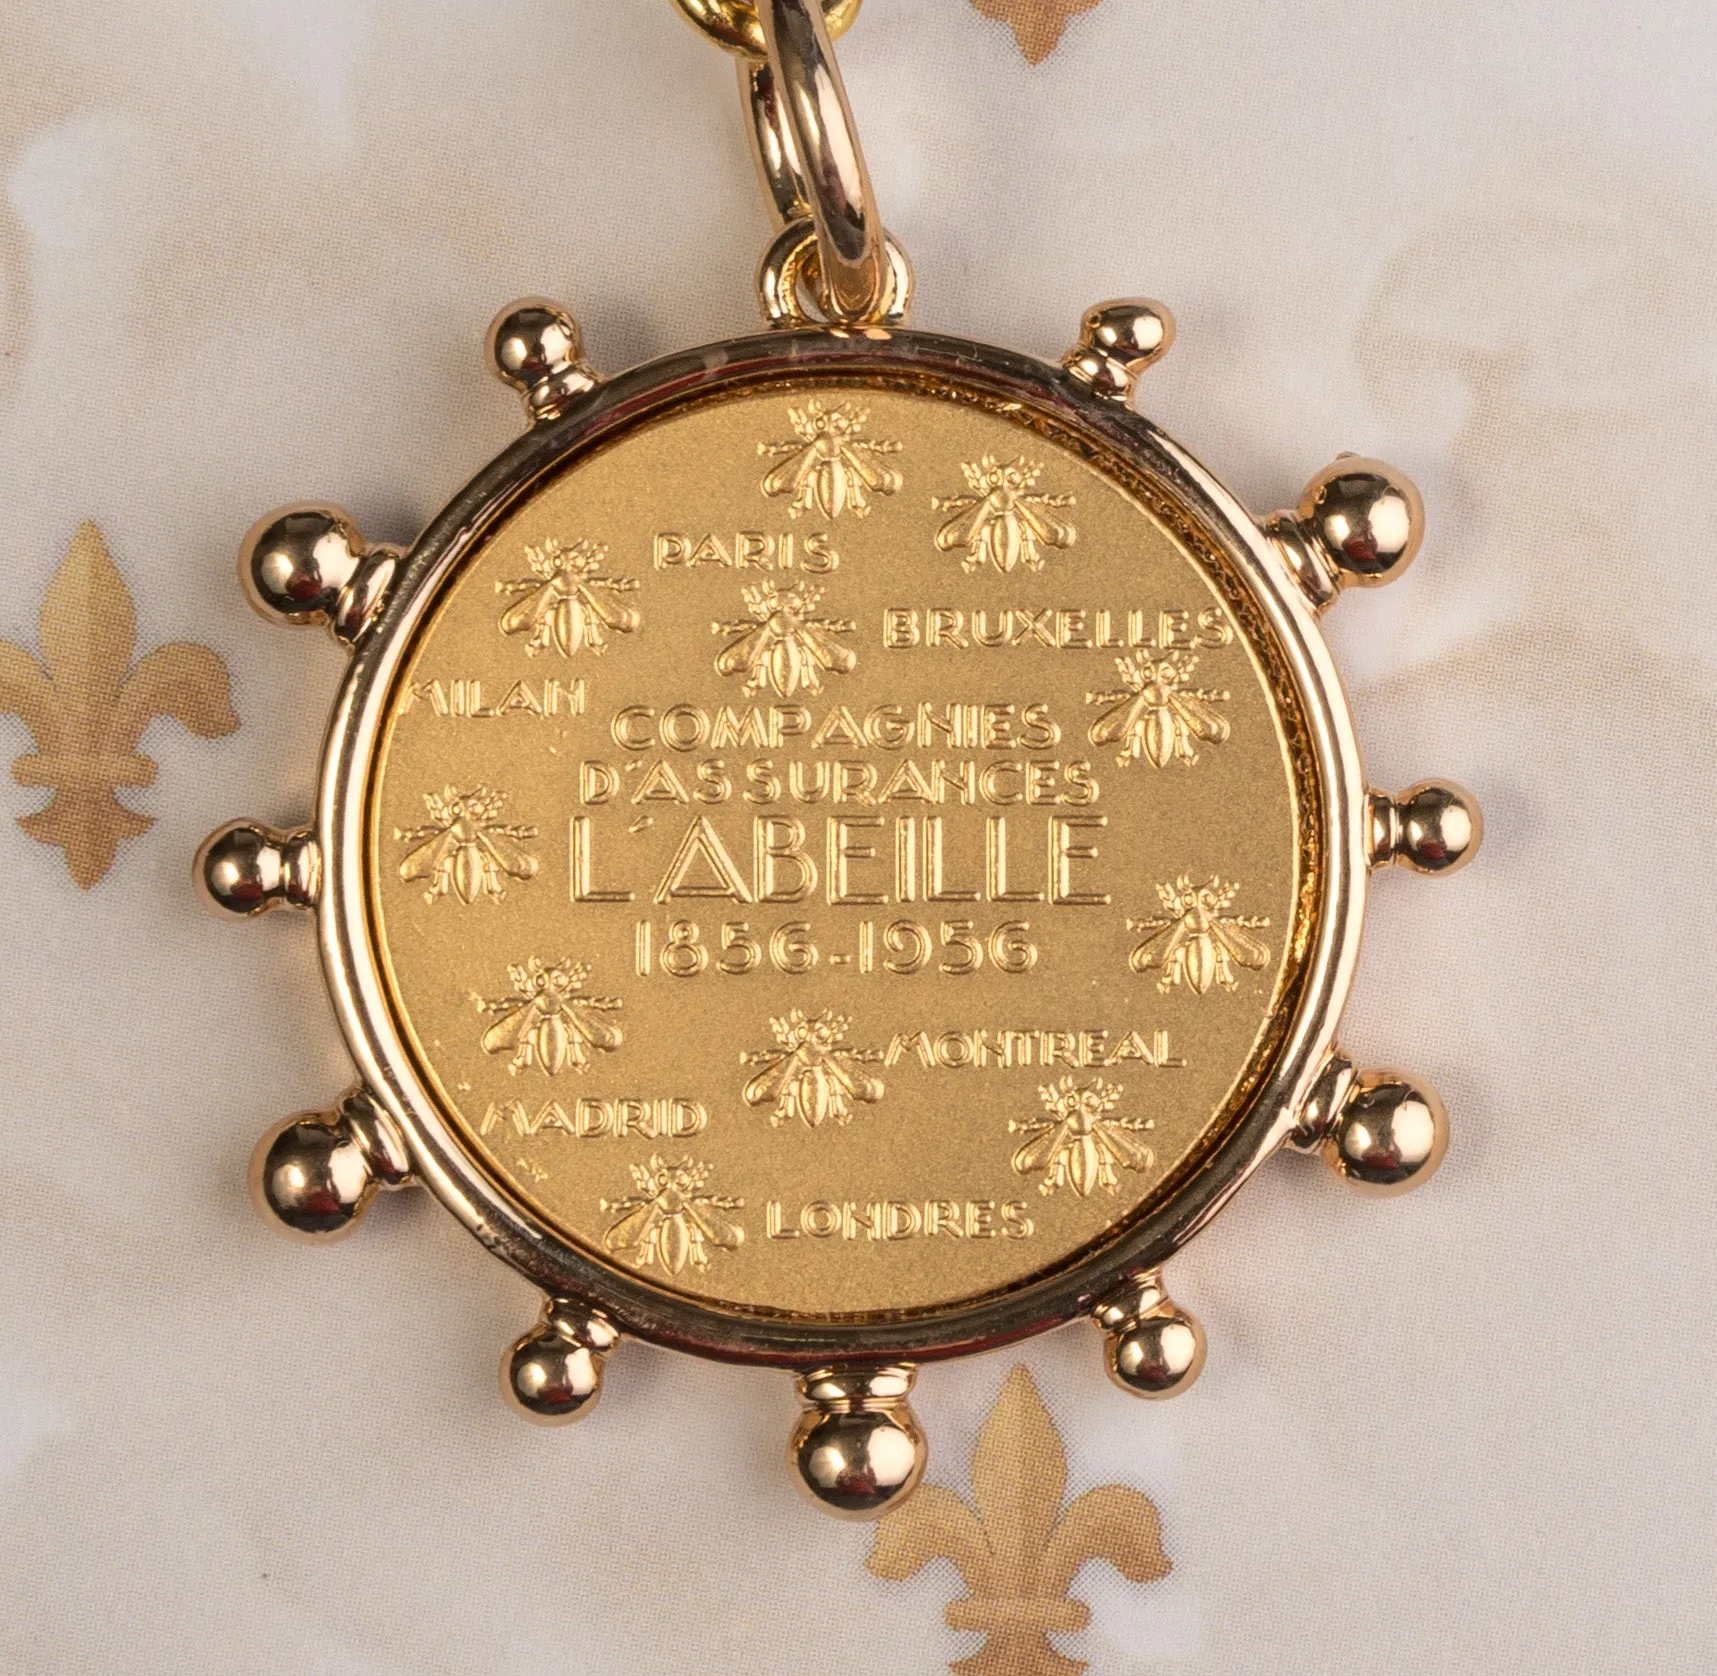 PARIS
BRUXELLES
MILAN
COMPAGNIES
D'ASSURANCES
L'ABEILLE
1856-1956
MONTREAL
MADRID
LONDRES